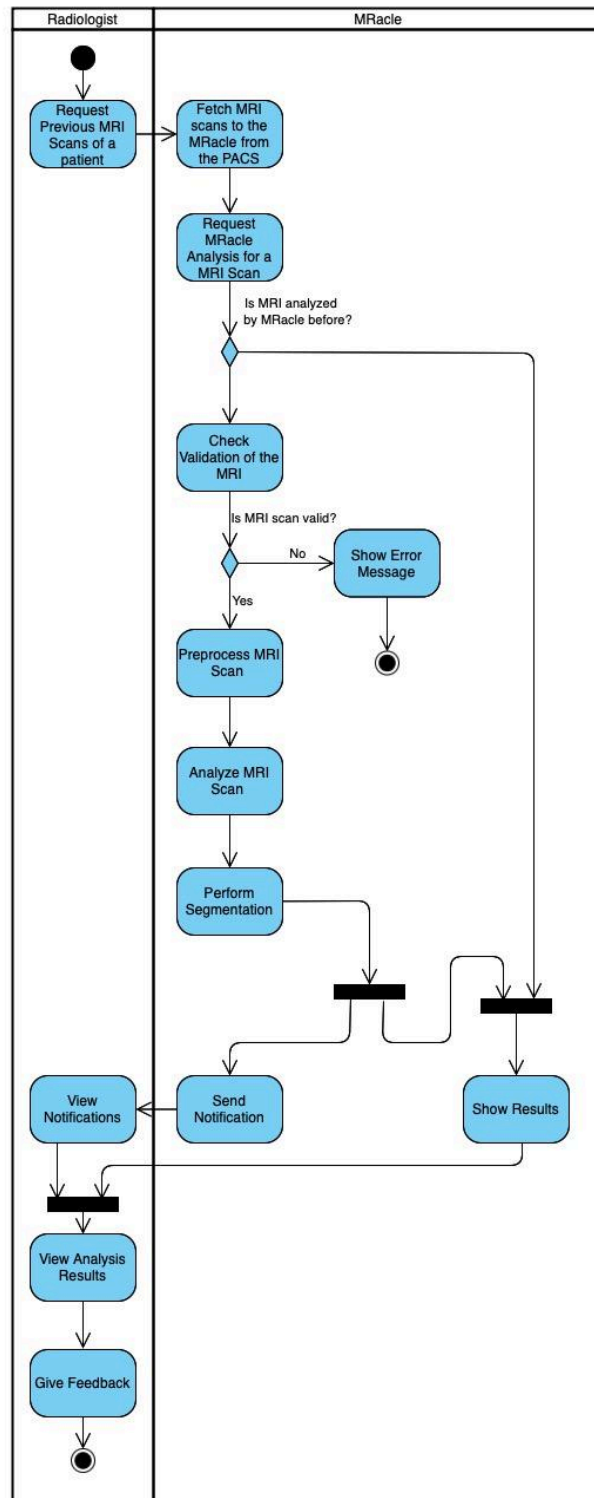 Radiologist
MRacle
Request
Previous MRI
Scans of a
patient
Fetch MRI
scans to the
MRacle from
the PACS
Request
MRacle
Analysis for a
MRI Scan
Is MRI analyzed
by MRacle before?
Check
Validation of the
MRI
Is MRI scan valid?
No
Show Error
Message
Yes
Preprocess MRI
Scan
Analyze MRI
Scan
Perform
Segmentation
View
Notifications
Send
Notification
Show Results
View Analysis
Results
Give Feedback